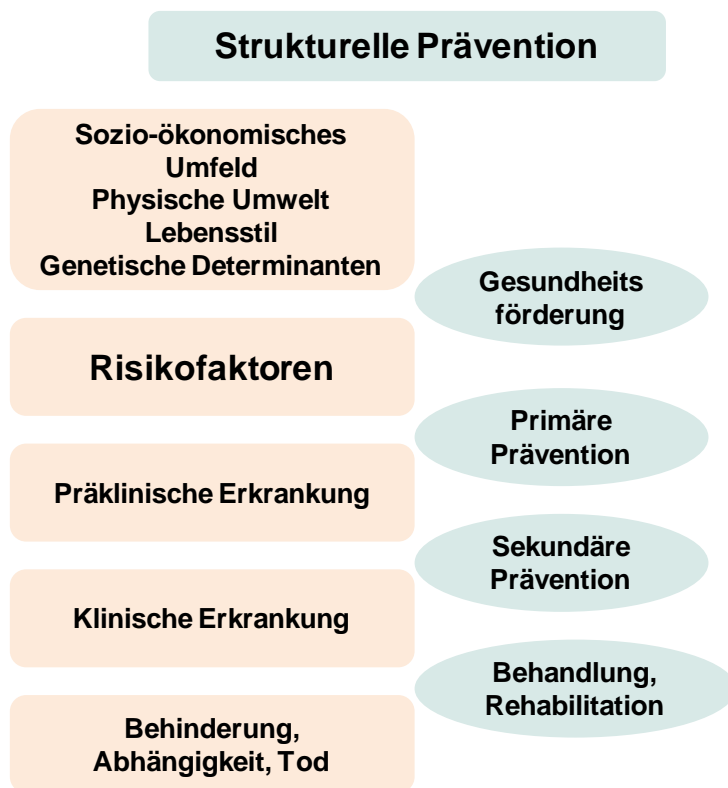 Strukturelle Prävention
Sozio-ökonomisches
Umfeld
Physische Umwelt
Lebensstil
Genetische Determinanten
Gesundheits
förderung
Risikofaktoren
Primäre
Prävention
Präklinische Erkrankung
Sekundäre
Prävention
Klinische Erkrankung
Behandlung,
Rehabilitation
Behinderung,
Abhängigkeit, Tod